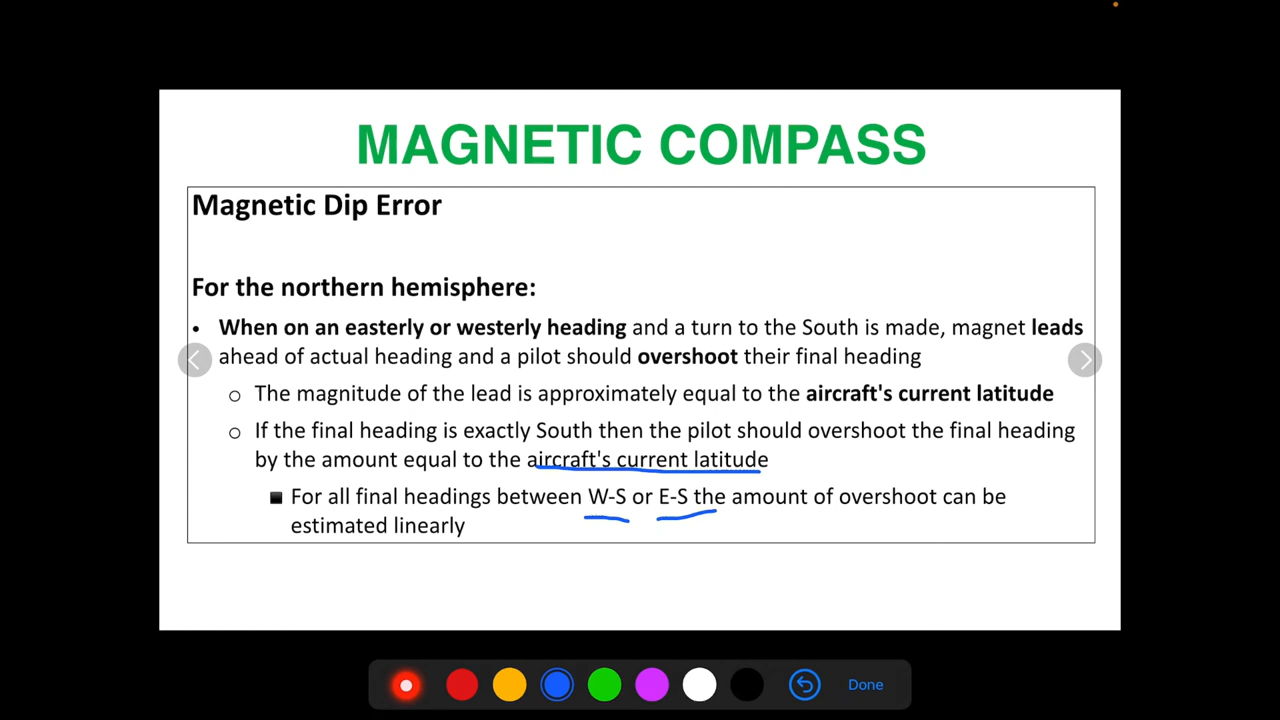 MAGNETIC COMPASS
Magnetic Dip Error
For the northern hemisphere:
• When on an easterly or westerly heading and a turn to the South is made, magnet leads
ahead of actual heading and a pilot should overshoot their final heading
o The magnitude of the lead is approximately equal to the aircraft's current latitude
o If the final heading is exactly South then the pilot should overshoot the final heading
by the amount equal to the aircraft's current latitude
■ For all final headings between W-S or E-S the amount of overshoot can be
estimated linearly
Done